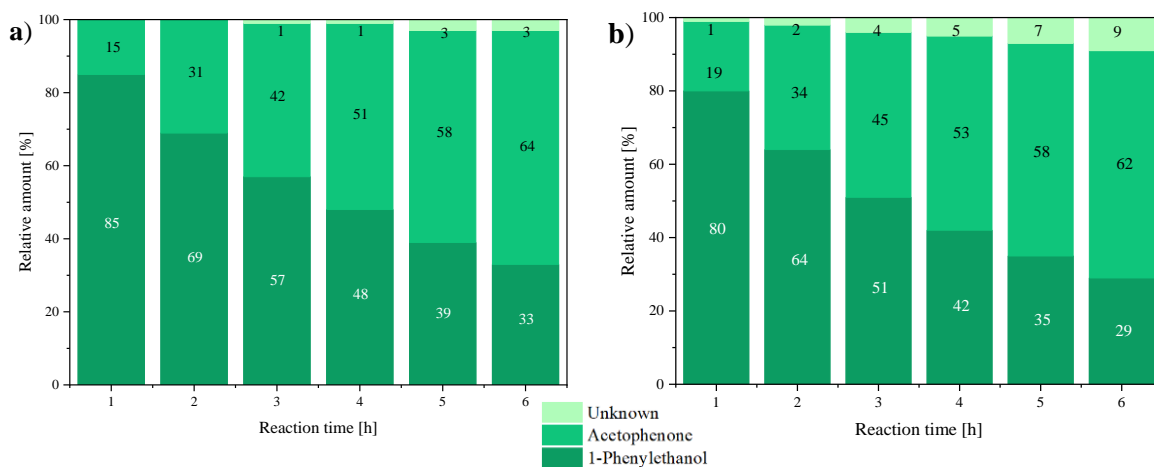 a)
Relative amount [%]
100
80
60
40
20
0
15 31 1 1 3 3
42 51 58 64
85 69 57 48 39 33
1 2 3 4 5 6
Reaction time [h]
b)
Relative amount [%]
100
80
60
40
20
0
1 2 4 5 7 9
19 34 45 53 58 62
80 64 51 42 35 29
1 2 3 4 5 6
Reaction time [h]
Unknown
Acetophenone
1-Phenylethanol